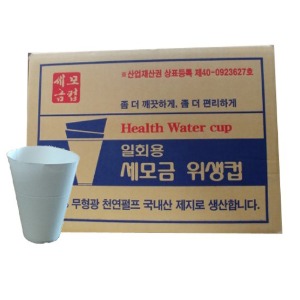 세모
금컵
※산업재산권 상표등록 제40-0923627호
좀 더 깨끗하게, 좀 더 편리하게
Health Water cup
일회용
세모금 위생컵
무형광 천연펄프 국내산 제지로 생산합니다.